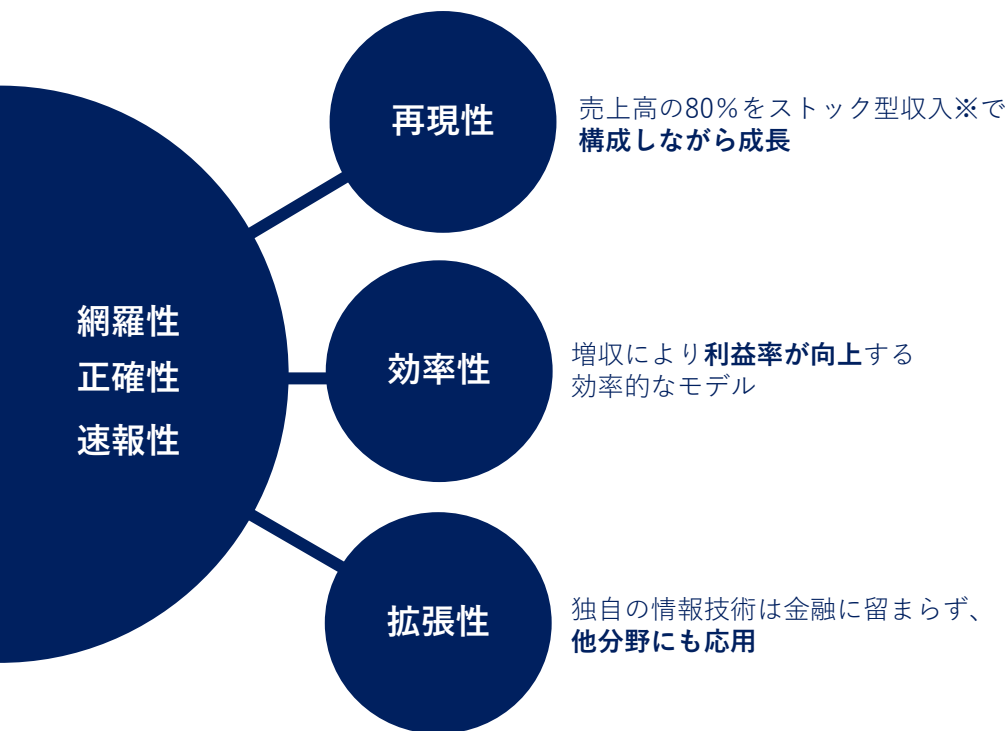 網羅性
正確性
速報性
再現性
売上高の80%をストック型収入※で
構成しながら成長
効率性
増収により利益率が向上する
効率的なモデル
拡張性
独自の情報技術は金融に留まらず、
他分野にも応用